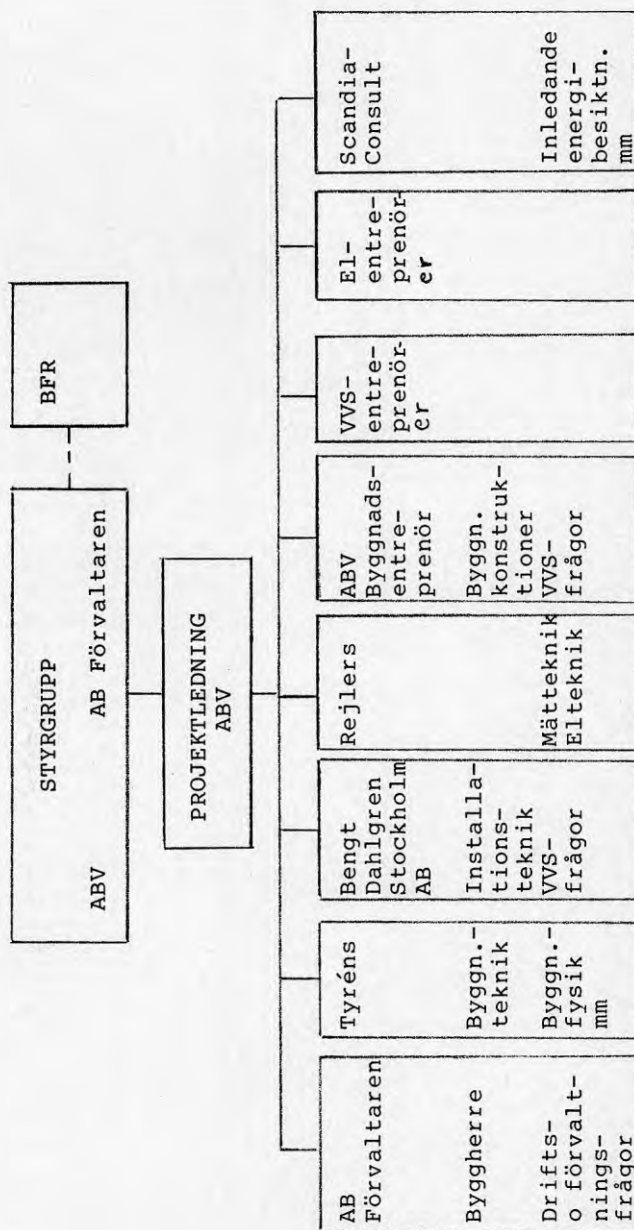 STYRGRUPP
ABV AB Förvaltaren
BFR
PROJEKTLEDNING
ABV
AB
Förvaltaren
Byggherre
Drifts-
o förvalt-
nings-
frågor
Tyréns
Byggn.-
teknik
Byggn.-
fysik
mm
Bengt
Dahlgren
Stockholm
AB
Installa-
tions-
teknik
VVS-
frågor
Rejlers
Mätteknik
Elteknik
ABV
Byggnads-
entre-
prenör
Byggn.
konstruk-
tioner
VVS-
frågor
VVS-
entre-
prenör-
er
El-
entre-
prenör-
er
Scandia-
Consult
Inledande
energi-
besiktn.
mm